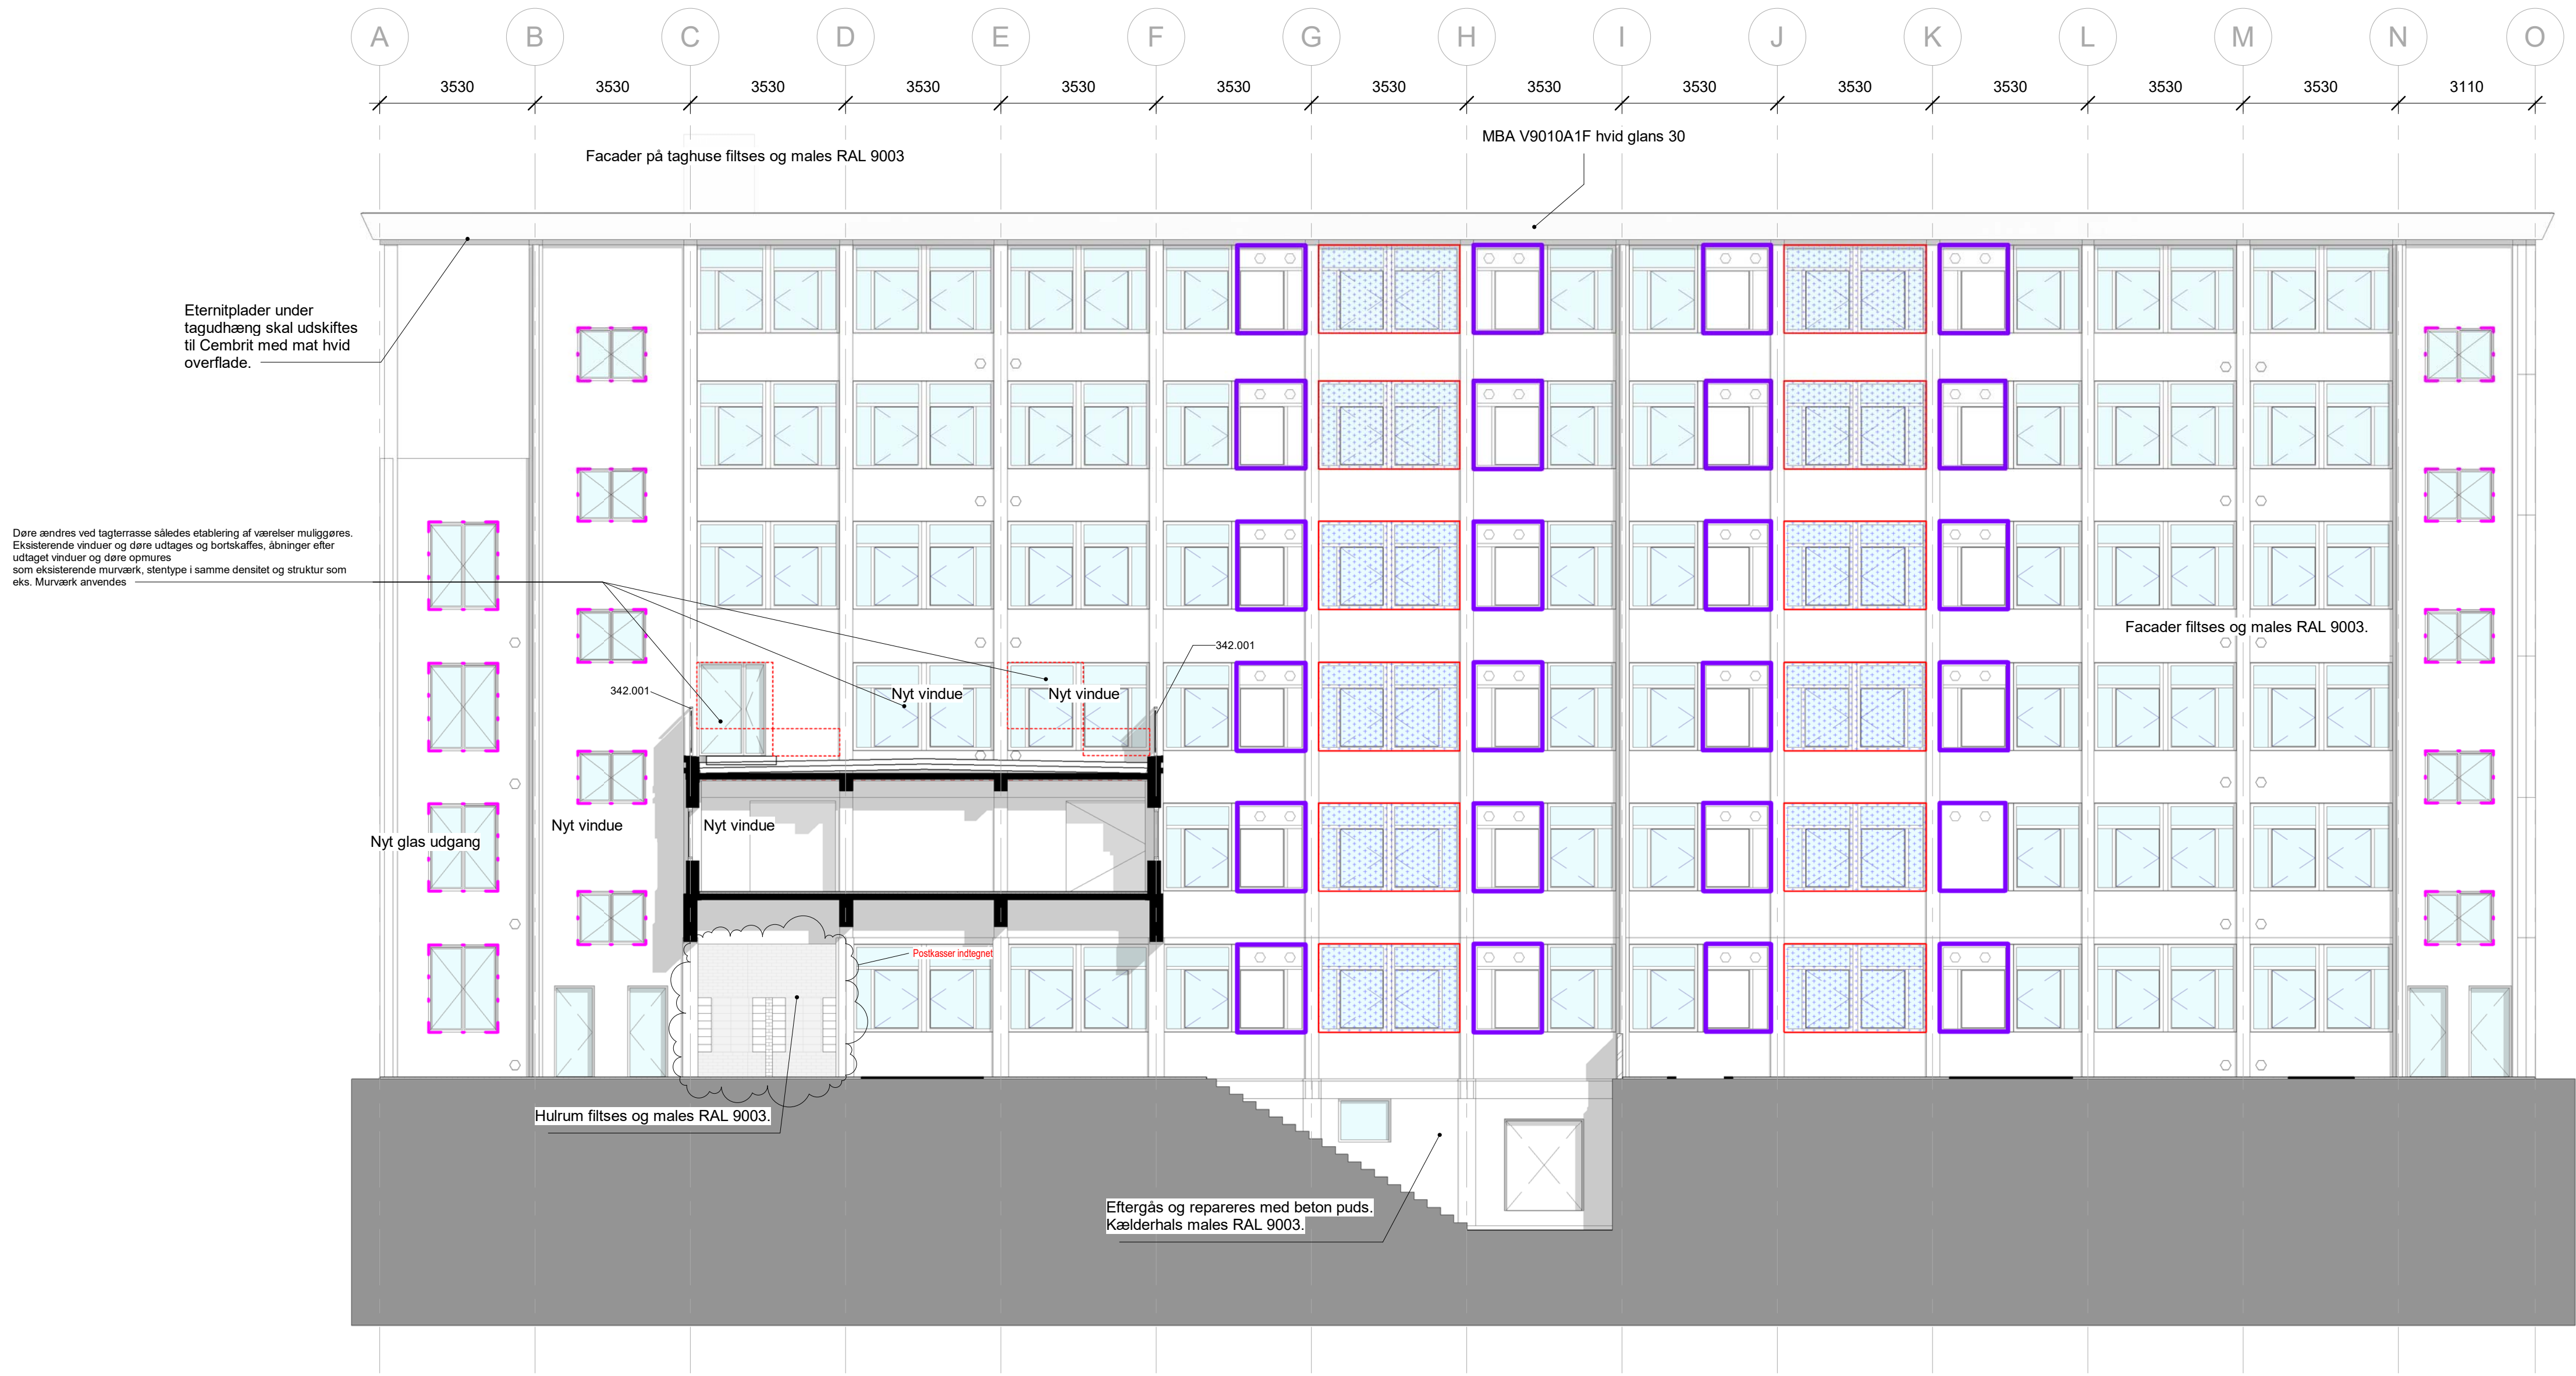 A B C D E F G H I J K L M N O
3530 3530 3530 3530 3530 3530 3530 3530 3530 3530 3530 3530 3530 3110
MBA V9010A1F hvid glans 30
Facader på taghuse filtses og males RAL 9003
Eternitplader under
tagudhæng skal udskiftes
til Cembrit med mat hvid
overflade.
Døre ændres ved tagterrasse således etablering af værelser muliggøres.
Eksisterende vinduer og døre udtages og bortskaffes, åbninger efter
udtaget vinduer og døre opmures
som eksisterende murværk, stentype i samme densitet og struktur som
eks. Murværk anvendes
Facader filtses og males RAL 9003.
342.001
342.001
Nyt vindue
Nyt vindue
Nyt vindue
Nyt vindue
Nyt glas udgang
Postkasser indtegnet
Hulrum filtses og males RAL 9003.
Eftergås og repareres med beton puds.
Kælderhals males RAL 9003.